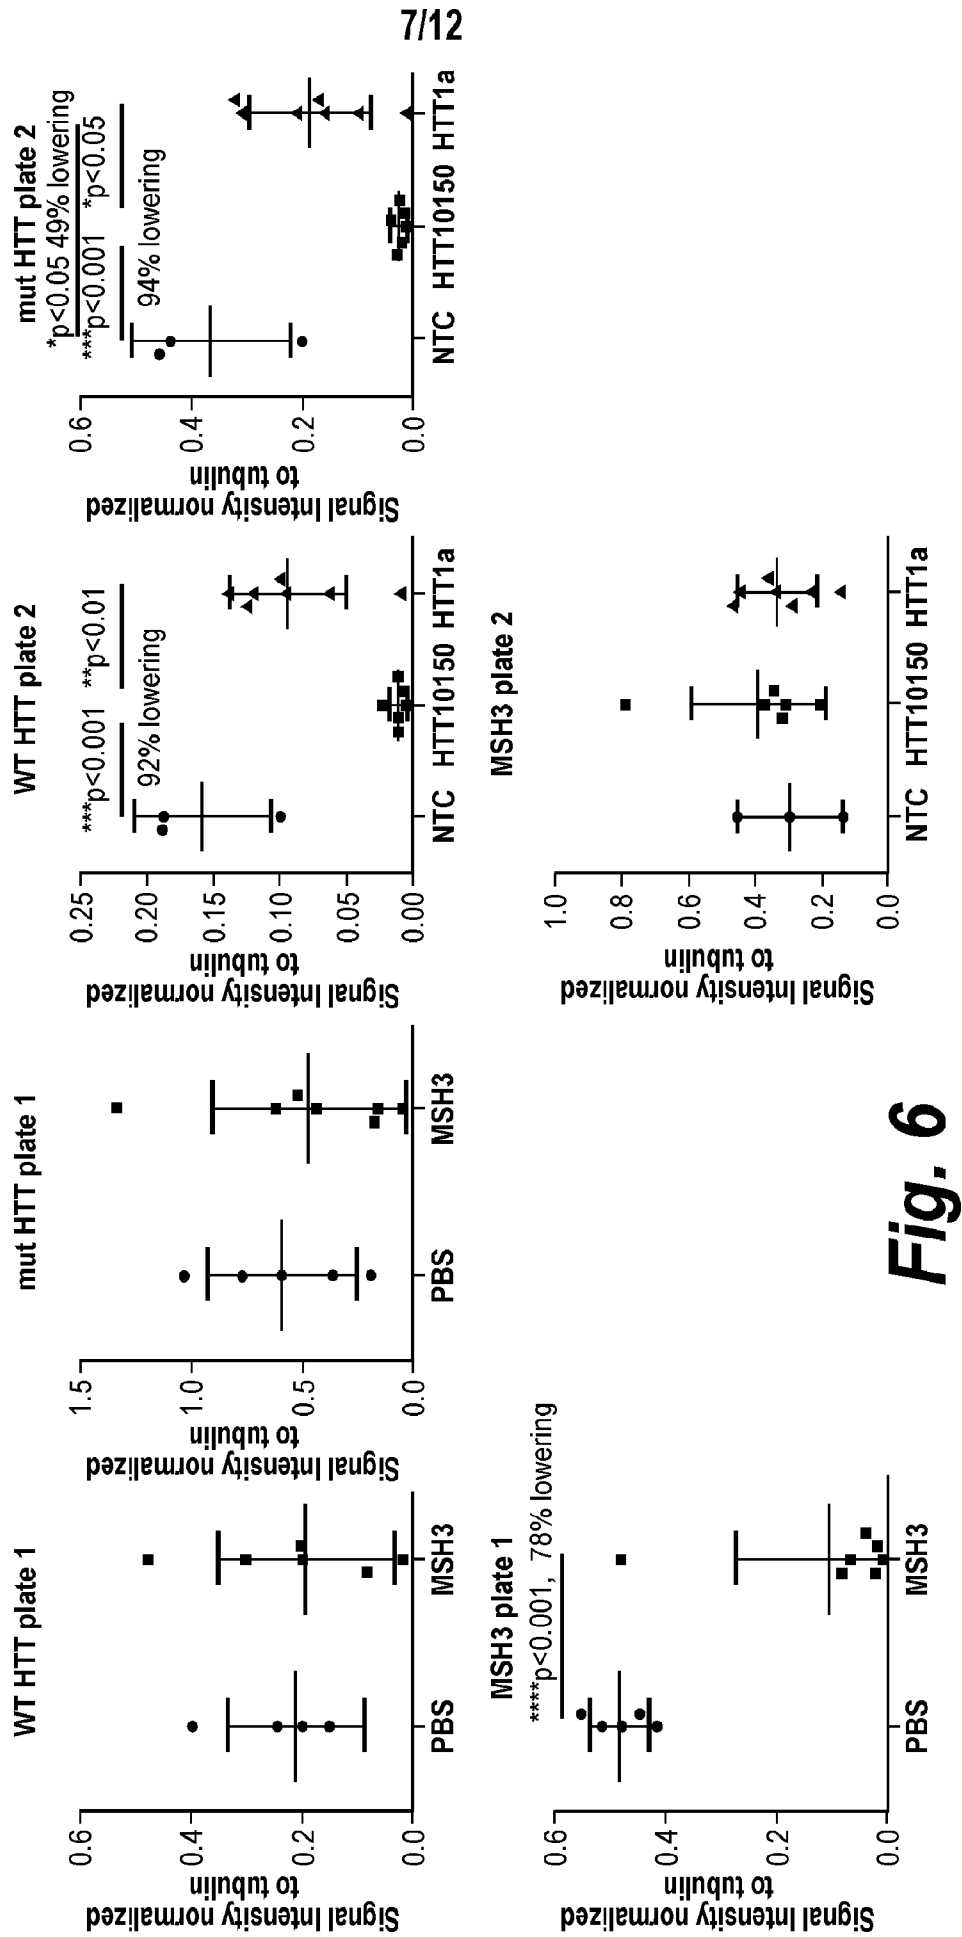 7/12
WT HTT plate 1
Signal Intensity normalized
to tubulin
0.6
0.4
0.2
0.0
PBS
MSH3
mut HTT plate 1
Signal Intensity normalized
to tubulin
1.5
1.0
0.5
0.0
PBS
MSH3
WT HTT plate 2
***p<0.001 **p<0.01
92% lowering
Signal Intensity normalized
to tubulin
0.25
0.20
0.15
0.10
0.05
0.00
NTC HTT10150 HTT1a
mut HTT plate 2
*p<0.05 49% lowering
***p<0.001 *p<0.05
94% lowering
Signal Intensity normalized
to tubulin
0.6
0.4
0.2
0.0
NTC HTT10150 HTT1a
MSH3 plate 1
****p<0.001, 78% lowering
Signal Intensity normalized
to tubulin
0.6
0.4
0.2
0.0
PBS
MSH3
MSH3 plate 2
Signal Intensity normalized
to tubulin
1.0
0.8
0.6
0.4
0.2
0.0
NTC HTT10150 HTT1a
Fig. 6